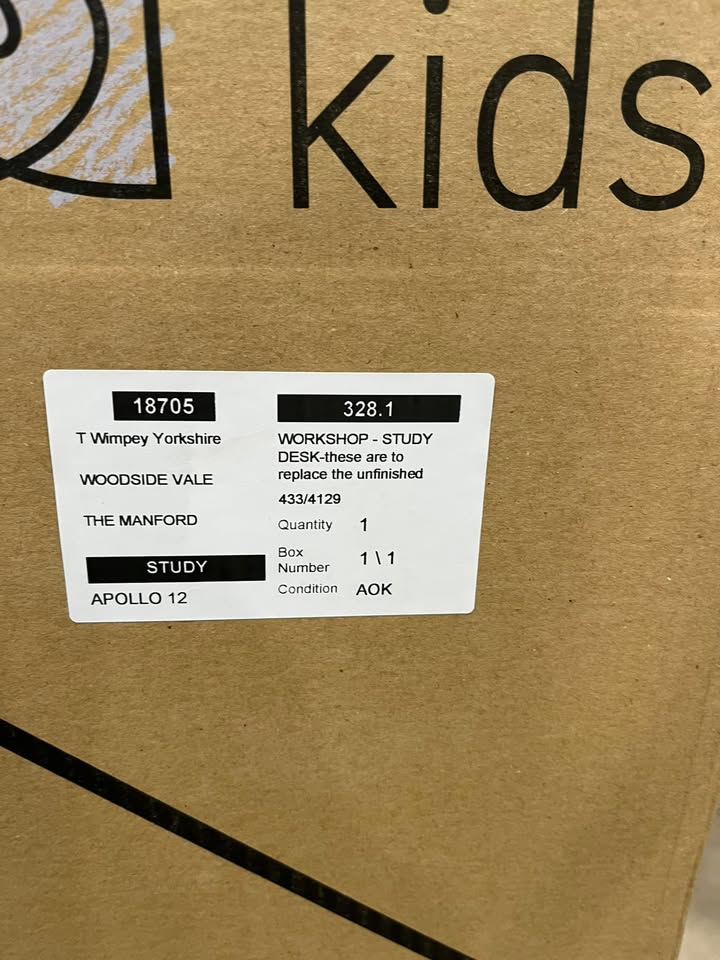 kids
18705
T Wimpey Yorkshire
WOODSIDE VALE
THE MANFORD
STUDY
APOLLO 12
328.1
WORKSHOP - STUDY
DESK-these are to
replace the unfinished
433/4129
Quantity 1
Box
Number 1 \ 1
Condition AOK